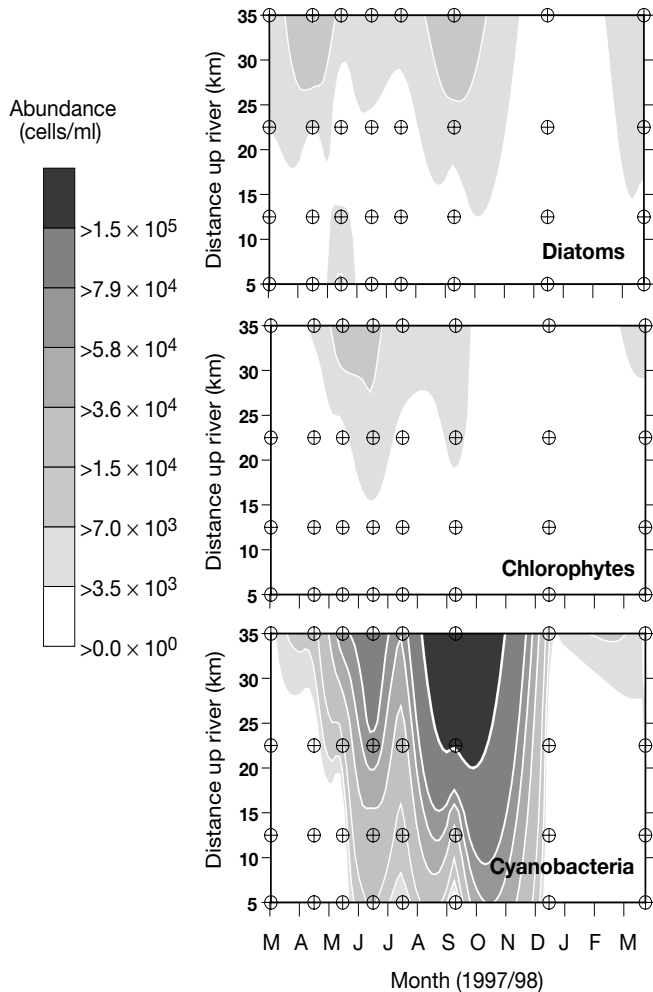 Abundance
(cells/ml)
>1.5 × 10⁵
>7.9 × 10⁴
>5.8 × 10⁴
>3.6 × 10⁴
>1.5 × 10⁴
>7.0 × 10³
>3.5 × 10³
>0.0 × 10⁰
Distance up river (km)
35
30
25
20
15
10
5
Diatoms
Distance up river (km)
35
30
25
20
15
10
5
Chlorophytes
Distance up river (km)
35
30
25
20
15
10
5
Cyanobacteria
M A M J J A S O N D J F M
Month (1997/98)